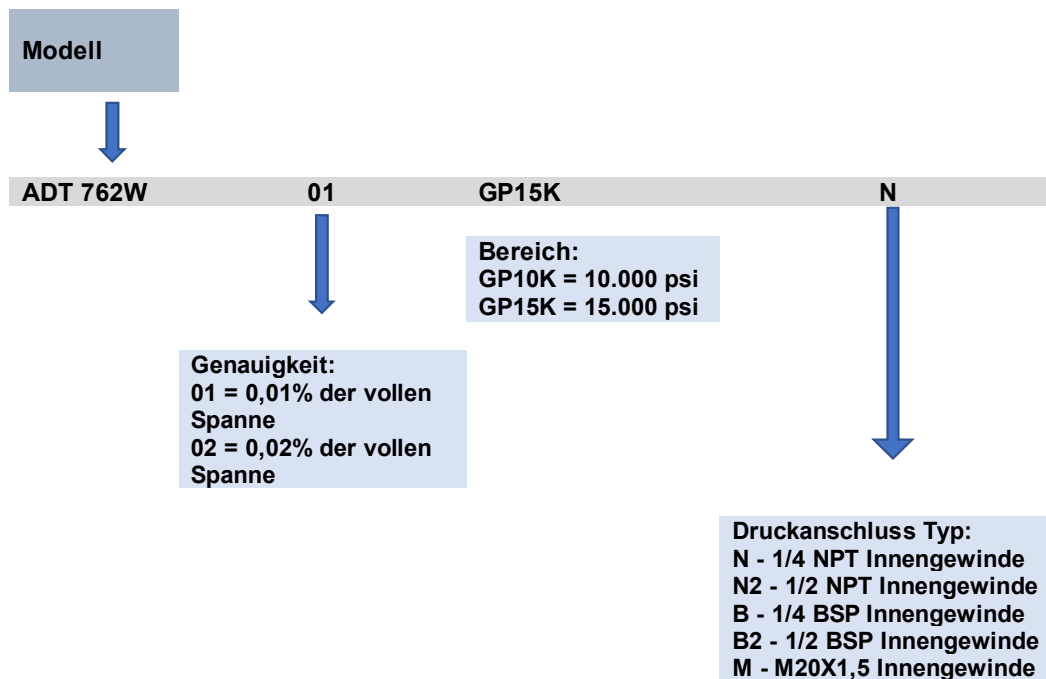 Modell
ADT 762W 01 GP15K N
Bereich:
GP10K = 10.000 psi
GP15K = 15.000 psi
Genauigkeit:
01 = 0,01% der vollen
Spanne
02 = 0,02% der vollen
Spanne
Druckanschluss Typ:
N - 1/4 NPT Innengewinde
N2 - 1/2 NPT Innengewinde
B - 1/4 BSP Innengewinde
B2 - 1/2 BSP Innengewinde
M - M20X1,5 Innengewinde